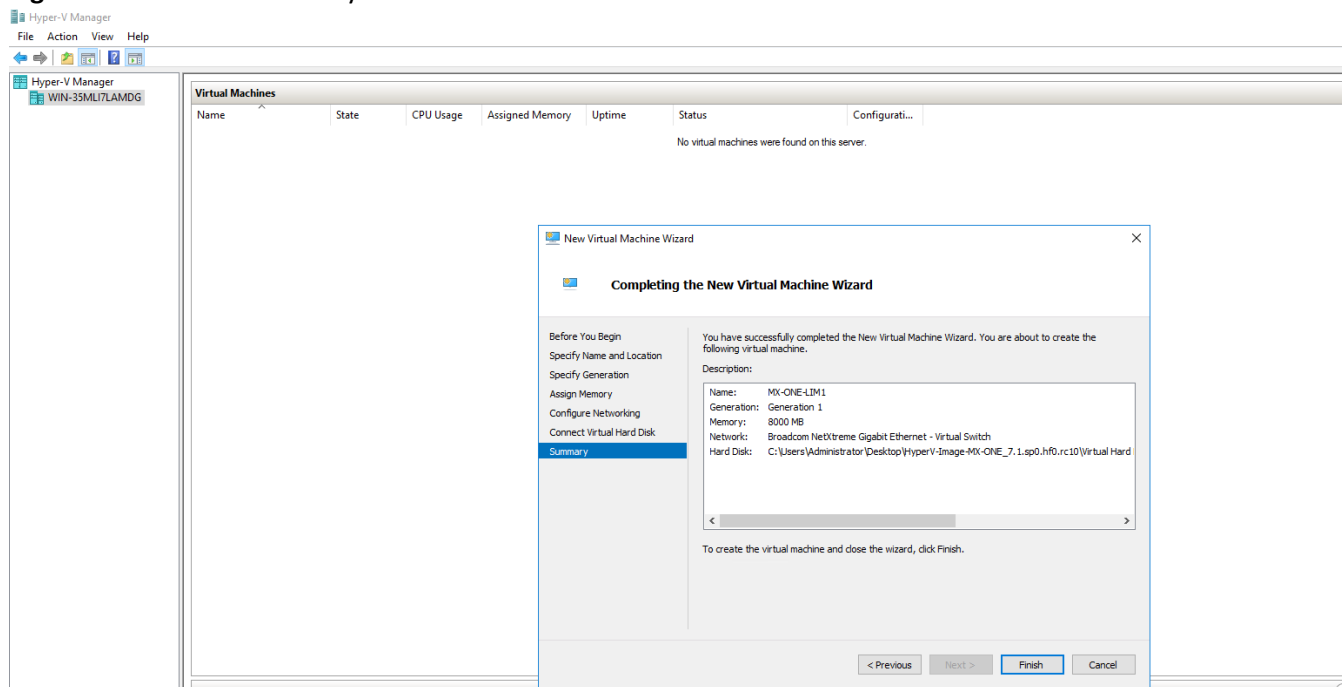 Hyper-V Manager
File Action View Help
Hyper-V Manager
WIN-35MLI7LAMDG
Virtual Machines
Name State CPU Usage Assigned Memory Uptime Status Configurati...
No virtual machines were found on this server.
New Virtual Machine Wizard
Completing the New Virtual Machine Wizard
Before You Begin
Specify Name and Location
Specify Generation
Assign Memory
Configure Networking
Connect Virtual Hard Disk
Summary
You have successfully completed the New Virtual Machine Wizard. You are about to create the
following virtual machine.
Description:
Name: MX-ONE-LIM1
Generation: Generation 1
Memory: 8000 MB
Network: Broadcom NetXtreme Gigabit Ethernet - Virtual Switch
Hard Disk: C:\Users\Administrator\Desktop\HyperV-Image-MX-ONE_7.1.sp0.hf0.rc10\Virtual Hard
To create the virtual machine and close the wizard, click Finish.
< Previous Next > Finish Cancel